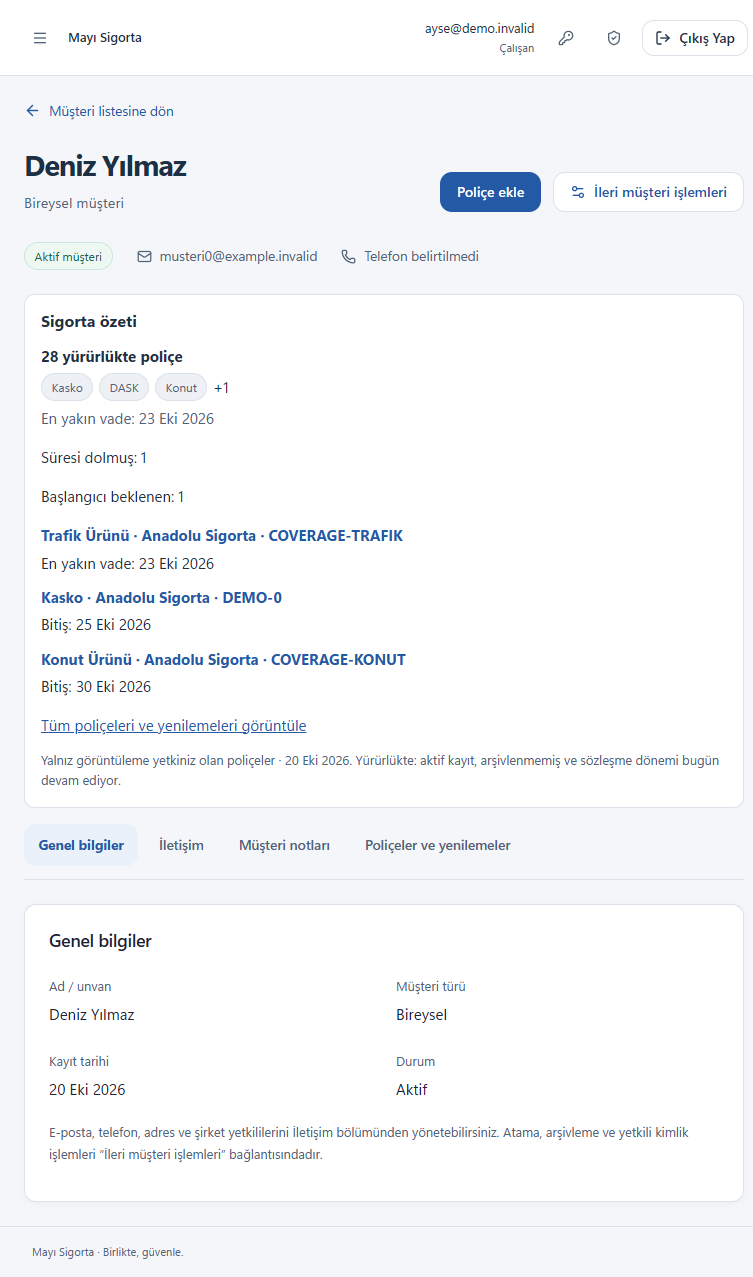 Mayı Sigorta
ayse@demo.invalid
Çalışan
Çıkış Yap
Müşteri listesine dön
Deniz Yılmaz
Bireysel müşteri
Poliçe ekle
İleri müşteri işlemleri
Aktif müşteri
musteri0@example.invalid
Telefon belirtilmedi
Sigorta özeti
28 yürürlükte poliçe
Kasko DASK Konut +1
En yakın vade: 23 Eki 2026
Süresi dolmuş: 1
Başlangıcı beklenen: 1
Trafik Ürünü · Anadolu Sigorta · COVERAGE-TRAFIK
En yakın vade: 23 Eki 2026
Kasko · Anadolu Sigorta · DEMO-0
Bitiş: 25 Eki 2026
Konut Ürünü · Anadolu Sigorta · COVERAGE-KONUT
Bitiş: 30 Eki 2026
Tüm poliçeleri ve yenilemeleri görüntüle
Yalnız görüntüleme yetkiniz olan poliçeler · 20 Eki 2026. Yürürlükte: aktif kayıt, arşivlenmemiş ve sözleşme dönemi bugün
devam ediyor.
Genel bilgiler İletişim Müşteri notları Poliçeler ve yenilemeler
Genel bilgiler
Ad / unvan
Deniz Yılmaz
Müşteri türü
Bireysel
Kayıt tarihi
20 Eki 2026
Durum
Aktif
E-posta, telefon, adres ve şirket yetkililerini İletişim bölümünden yönetebilirsiniz. Atama, arşivleme ve yetkili kimlik
işlemleri “İleri müşteri işlemleri” bağlantısındadır.
Mayı Sigorta · Birlikte, güvenle.